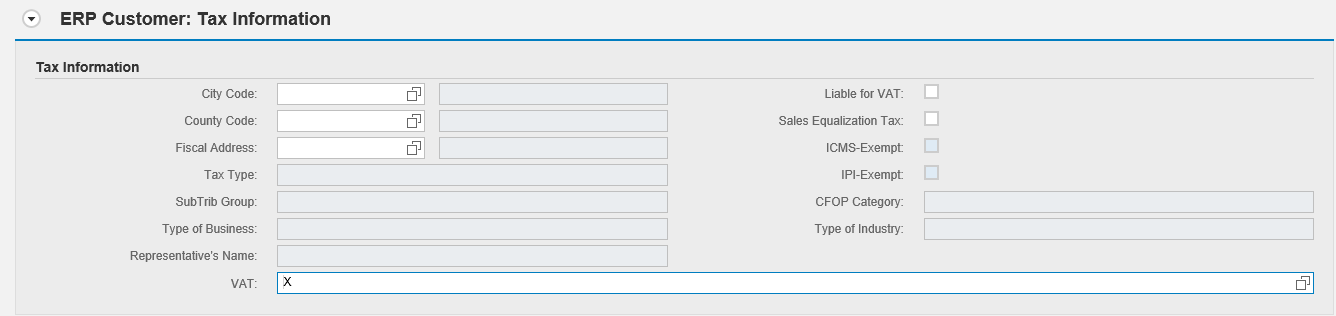 ERP Customer: Tax Information
Tax Information
City Code:
County Code:
Fiscal Address:
Tax Type:
SubTrib Group:
Type of Business:
Representative's Name:
VAT: X
Liable for VAT:
Sales Equalization Tax:
ICMS-Exempt:
IPI-Exempt:
CFOP Category:
Type of Industry: